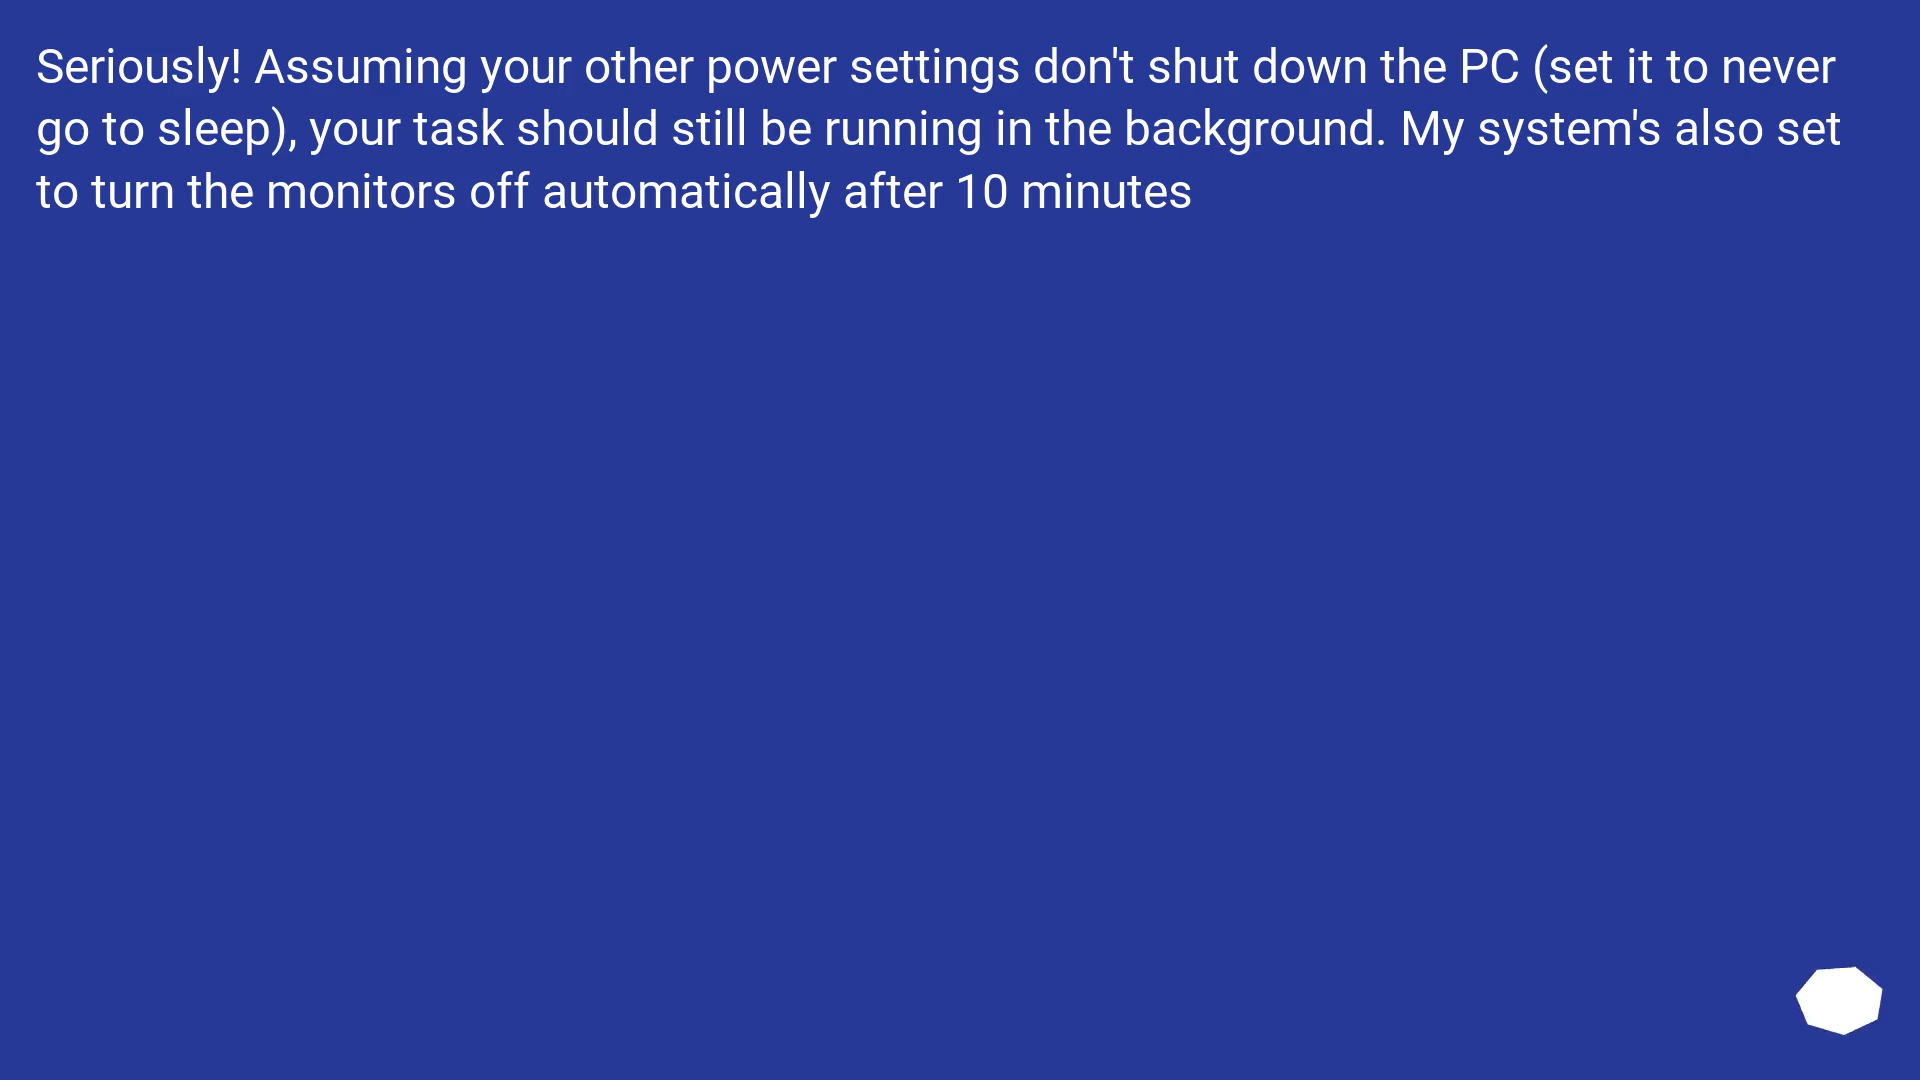 Seriously! Assuming your other power settings don't shut down the PC (set it to never
go to sleep), your task should still be running in the background. My system's also set
to turn the monitors off automatically after 10 minutes